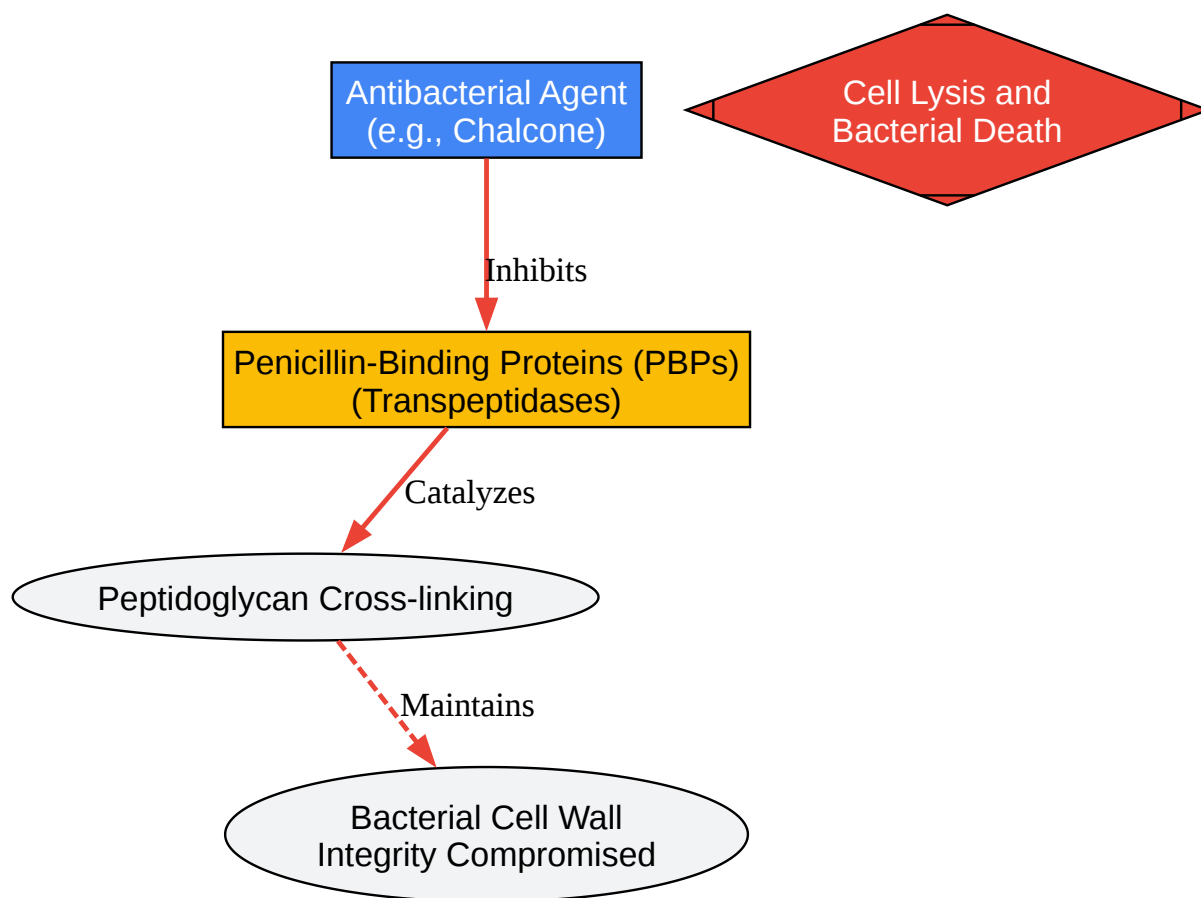 Antibacterial Agent
(e.g., Chalcone)
Cell Lysis and
Bacterial Death
Inhibits
Penicillin-Binding Proteins (PBPs)
(Transpeptidases)
Catalyzes
Peptidoglycan Cross-linking
Maintains
Bacterial Cell Wall
Integrity Compromised